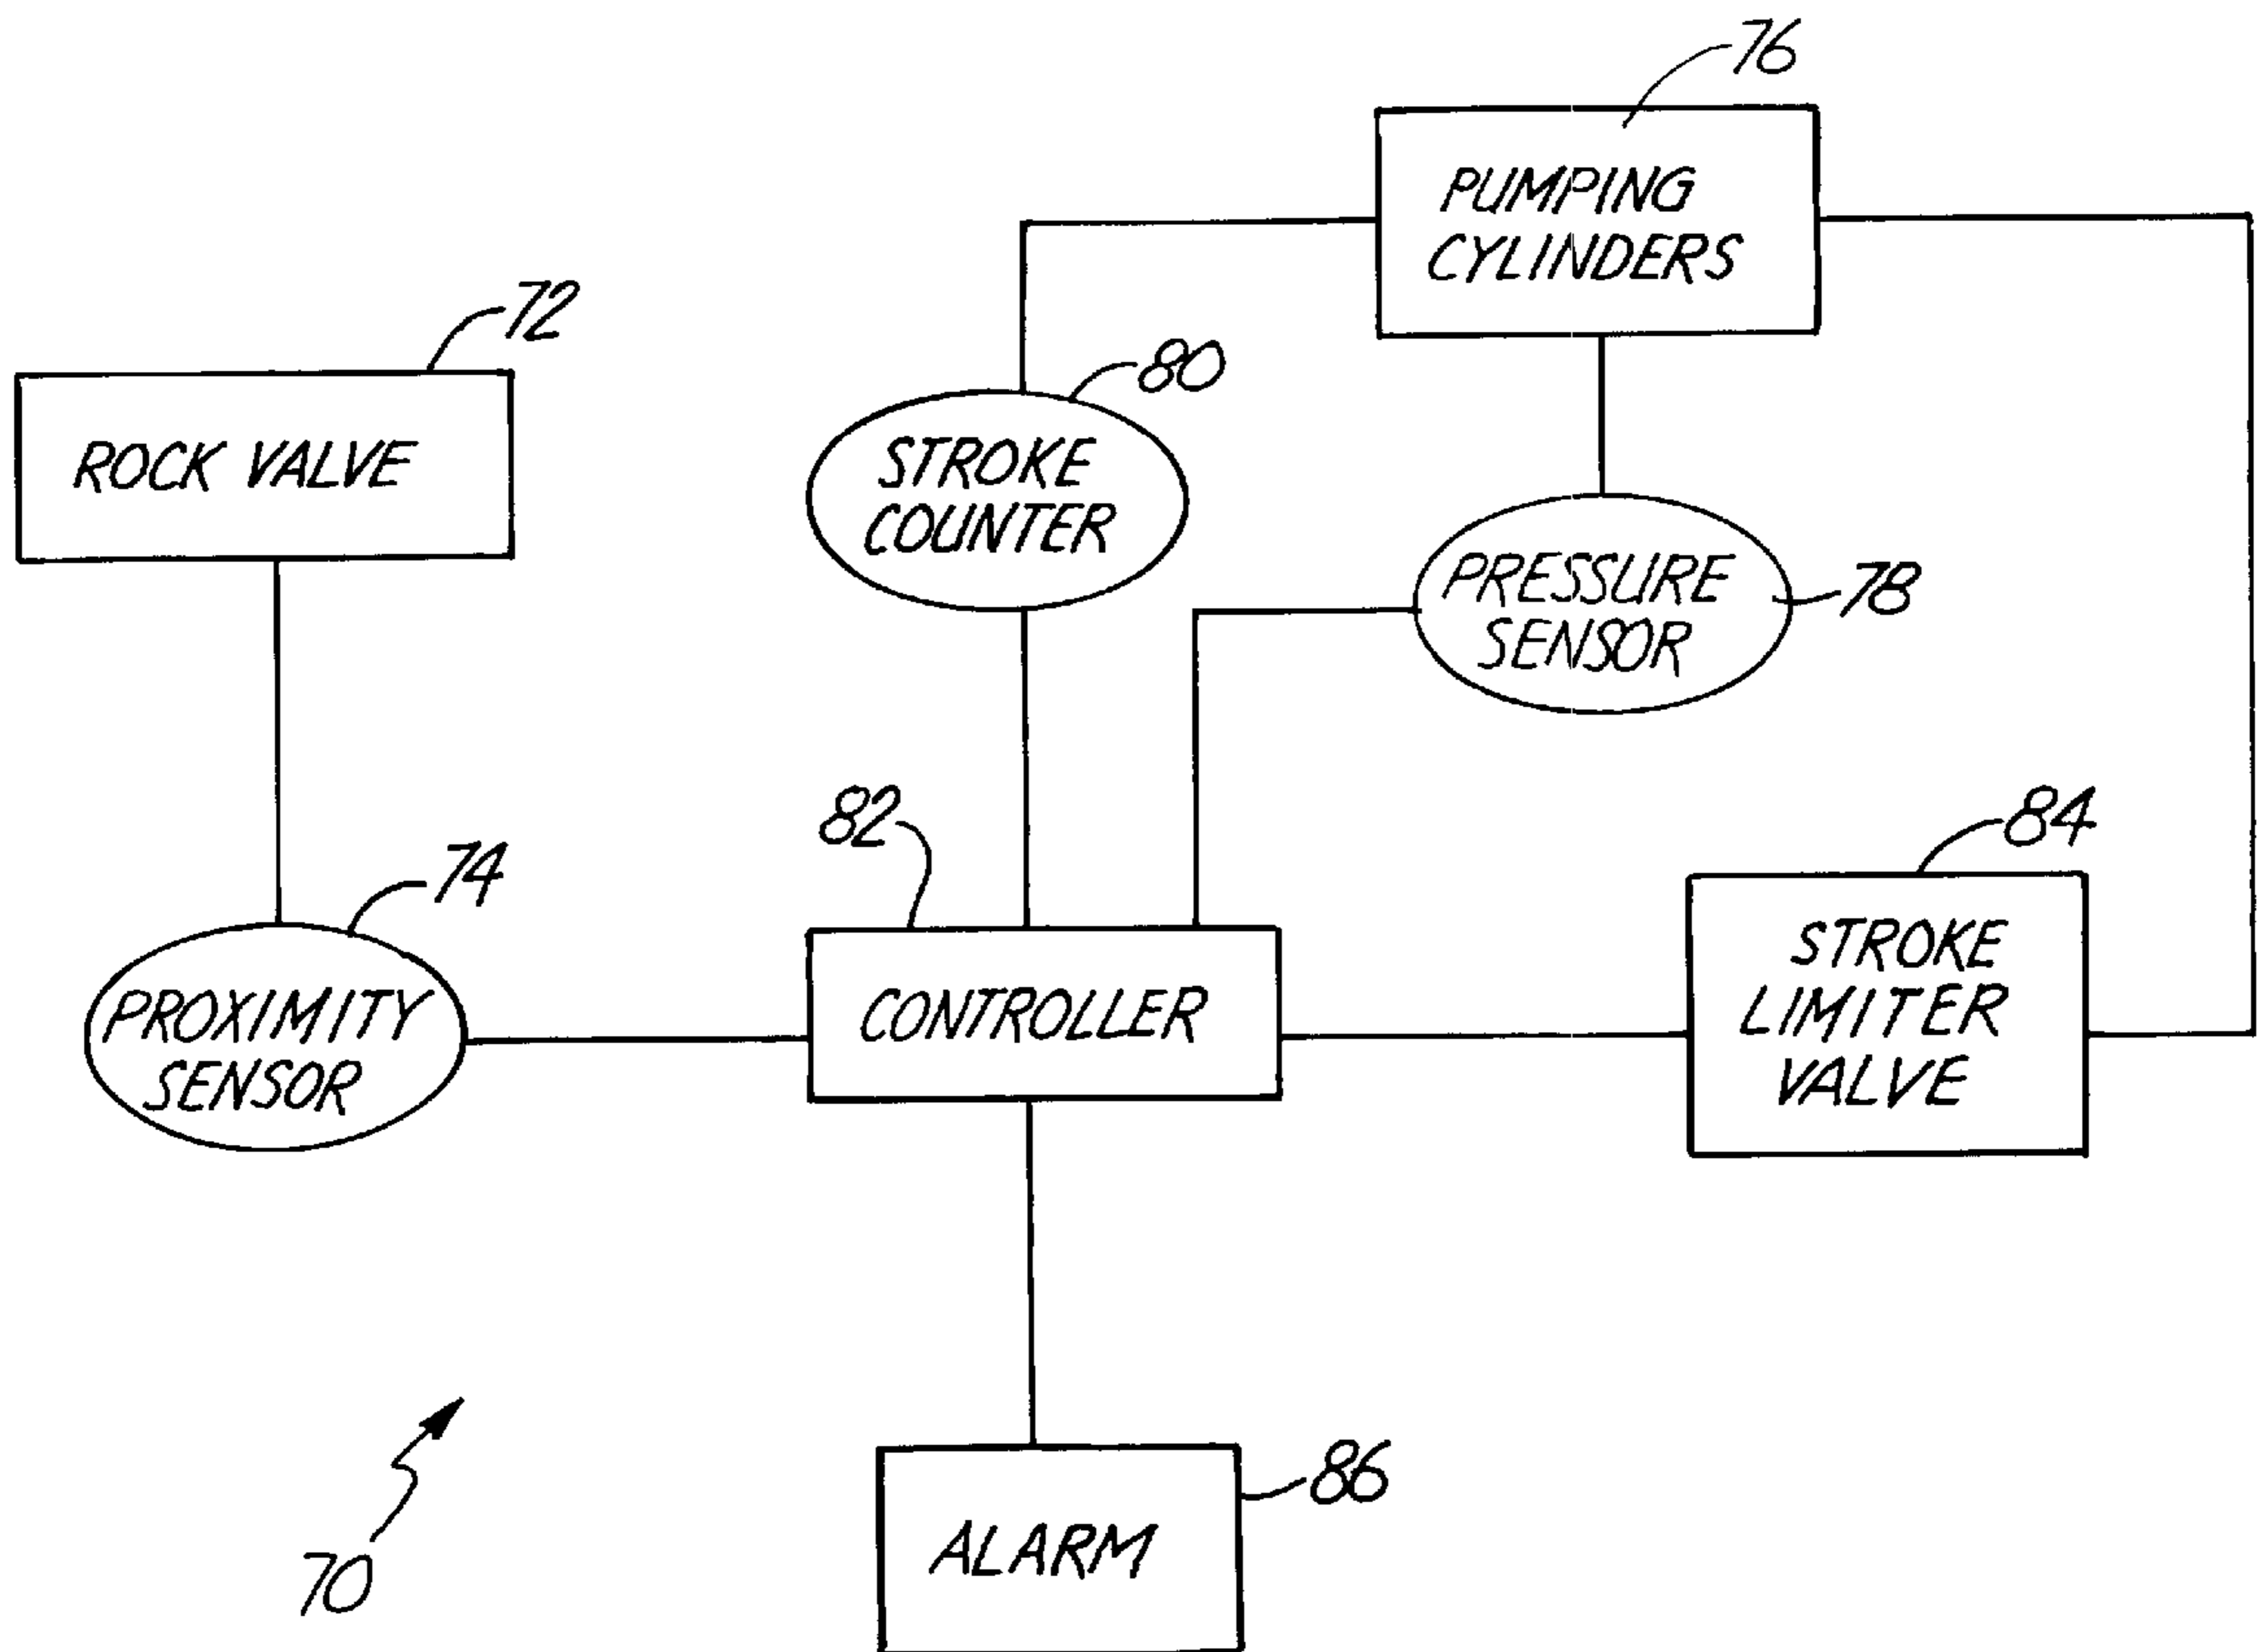 76
PUMPING
CYLINDERS
72
ROCK VALVE
80
STROKE
COUNTER
PRESSURE
SENSOR
78
82
84
74
PROXIMITY
SENSOR
CONTROLLER
STROKE
LIMITER
VALVE
86
ALARM
70